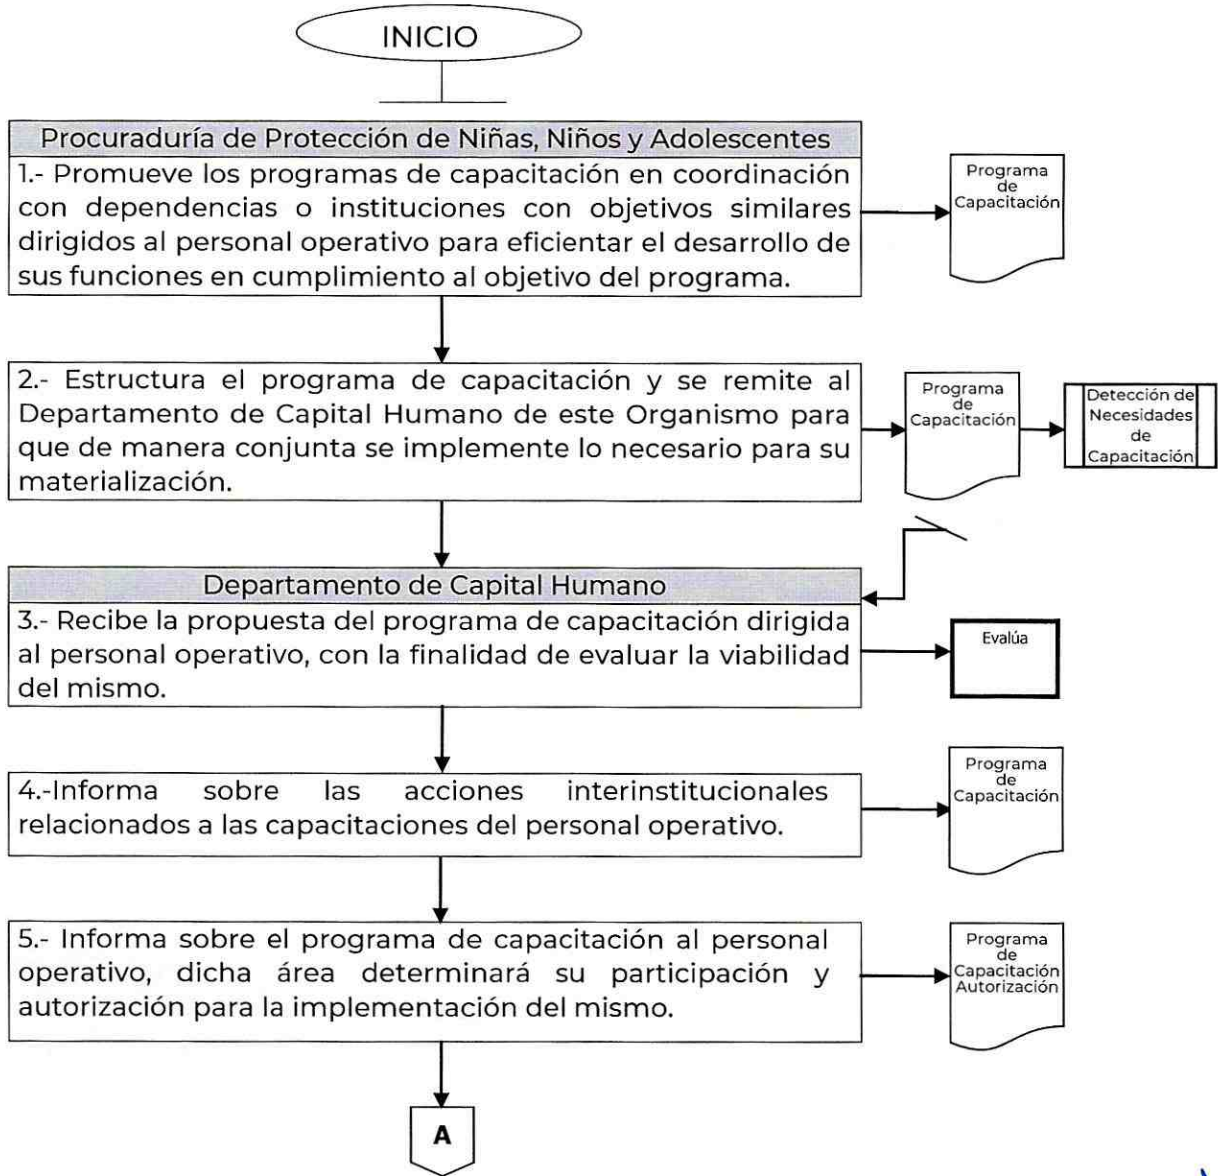 INICIO
Procuraduría de Protección de Niñas, Niños y Adolescentes
1.- Promueve los programas de capacitación en coordinación
con dependencias o instituciones con objetivos similares
dirigidos al personal operativo para eficientar el desarrollo de
sus funciones en cumplimiento al objetivo del programa.
Programa
de
Capacitación
2.- Estructura el programa de capacitación y se remite al
Departamento de Capital Humano de este Organismo para
que de manera conjunta se implemente lo necesario para su
materialización.
Programa
de
Capacitación
Detección de
Necesidades
de
Capacitación
Departamento de Capital Humano
3.- Recibe la propuesta del programa de capacitación dirigida
al personal operativo, con la finalidad de evaluar la viabilidad
del mismo.
Evalúa
4.-Informa sobre las acciones interinstitucionales
relacionados a las capacitaciones del personal operativo.
Programa
de
Capacitación
5.- Informa sobre el programa de capacitación al personal
operativo, dicha área determinará su participación y
autorización para la implementación del mismo.
Programa
de
Capacitación
Autorización
A